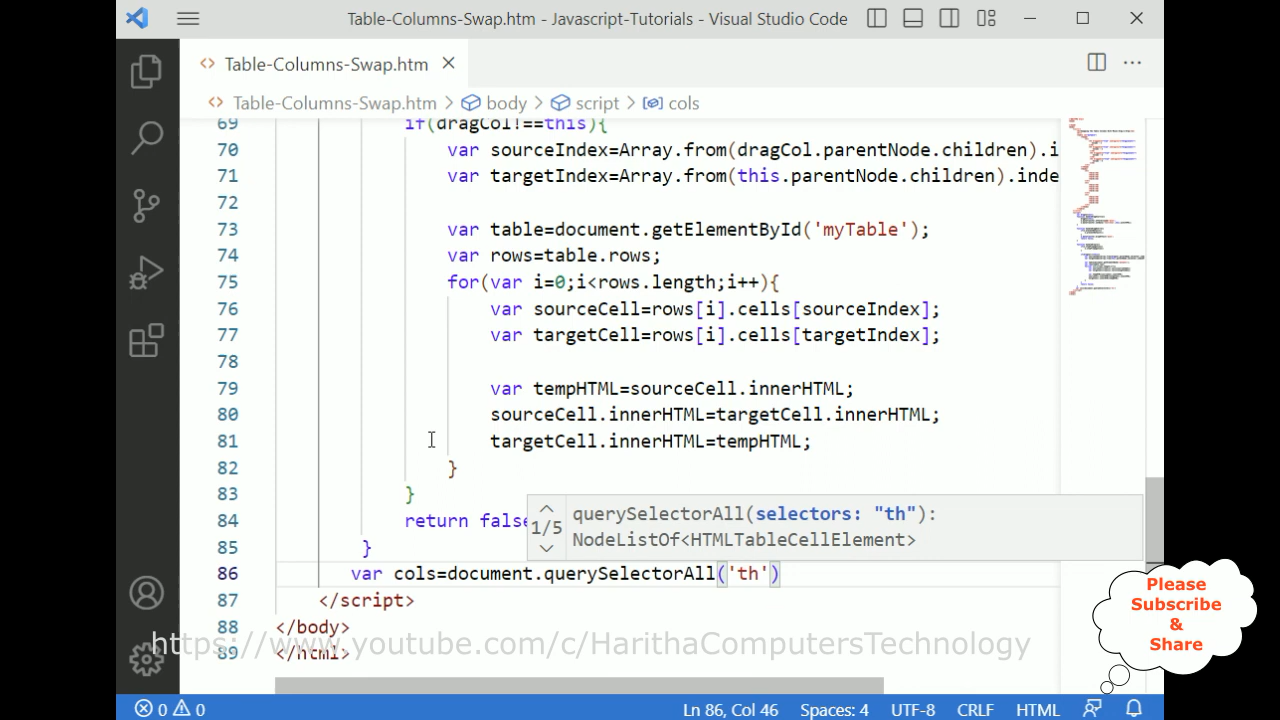 Table-Columns-Swap.htm - Javascript-Tutorials - Visual Studio Code
Table-Columns-Swap.htm
Table-Columns-Swap.htm > body > script > cols
69 if(dragCol!==this){
70 var sourceIndex=Array.from(dragCol.parentNode.children).i
71 var targetIndex=Array.from(this.parentNode.children).inde
72
73 var table=document.getElementById('myTable');
74 var rows=table.rows;
75 for(var i=0;i<rows.length;i++){
76 var sourceCell=rows[i].cells[sourceIndex];
77 var targetCell=rows[i].cells[targetIndex];
78
79 var tempHTML=sourceCell.innerHTML;
80 sourceCell.innerHTML=targetCell.innerHTML;
81 targetCell.innerHTML=tempHTML;
82 }
83 }
84 return false
85 }
1/5
querySelectorAll(selectors: "th"):
NodeListOf<HTMLTableCellElement>
86 var cols=document.querySelectorAll('th')
87 </script>
88 </body>
89 </html>
https://www.youtube.com/c/HarithaComputersTechnology
Please
Subscribe
&
Share
0 0 Ln 86, Col 46 Spaces: 4 UTF-8 CRLF HTML